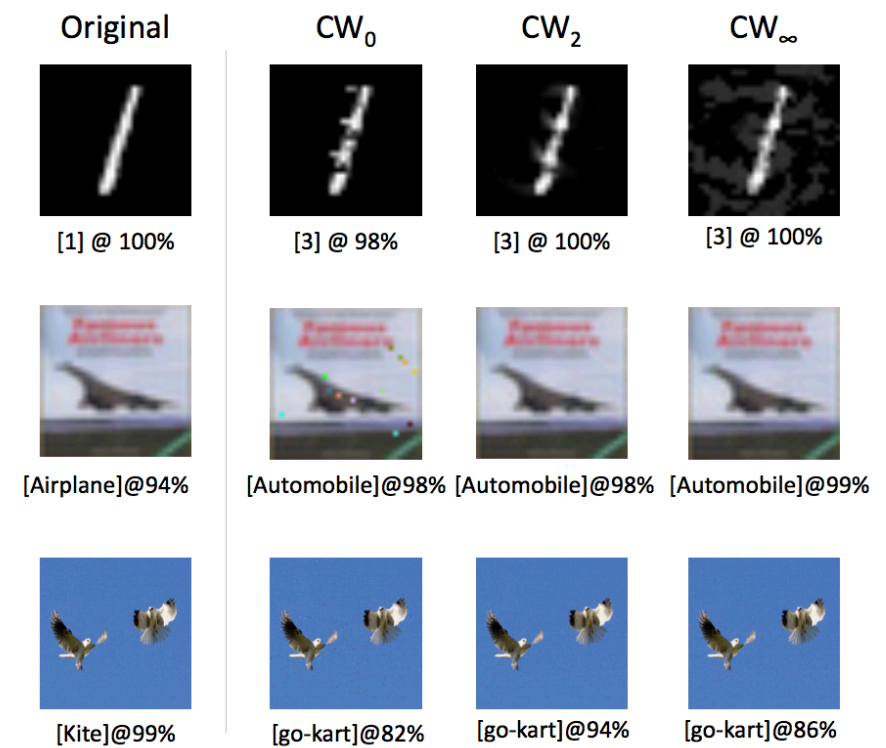 Original CW₀ CW₂ CW∞
[1] @ 100% [3] @ 98% [3] @ 100% [3] @ 100%
[Airplane]@94% [Automobile]@98% [Automobile]@98% [Automobile]@99%
[Kite]@99% [go-kart]@82% [go-kart]@94% [go-kart]@86%